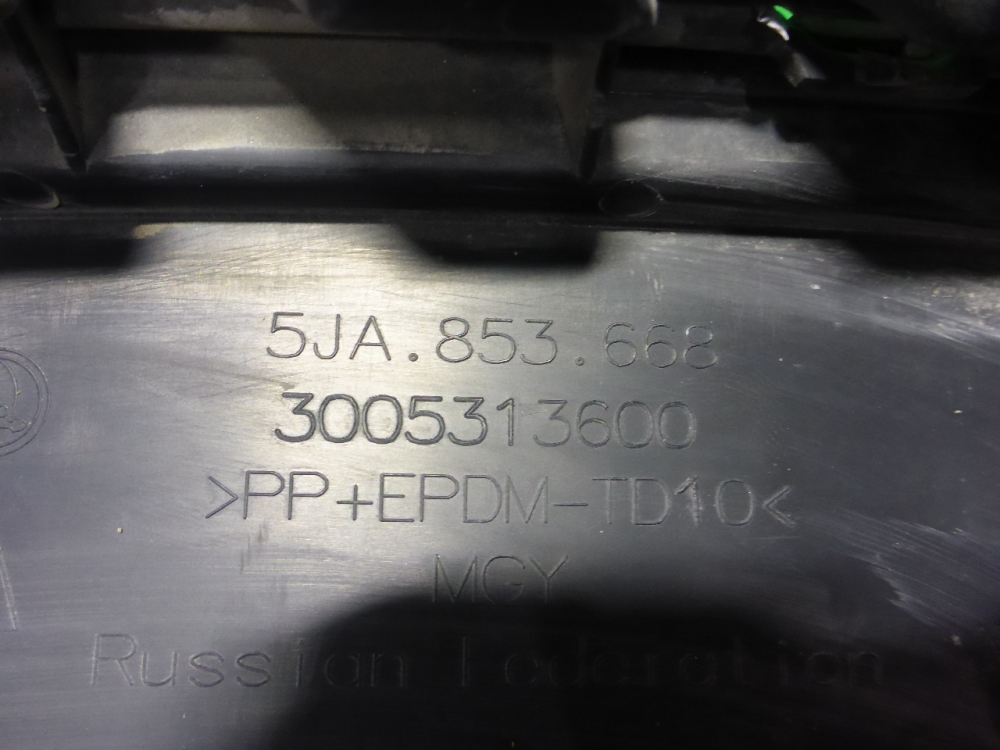 5JA.853.668
3005313600
>PP+EPDM-TD10<
MGY
Russian Federation